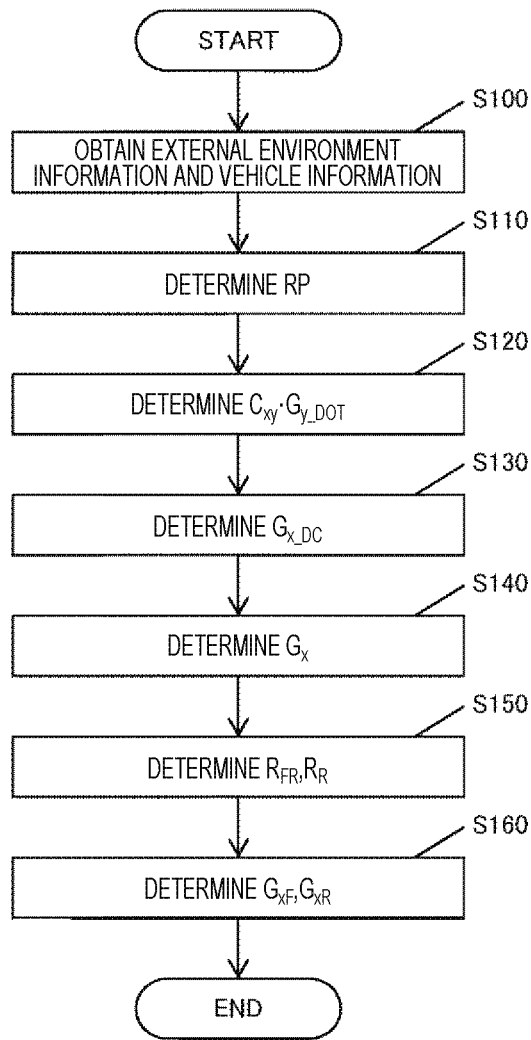 START
S100
OBTAIN EXTERNAL ENVIRONMENT
INFORMATION AND VEHICLE INFORMATION
S110
DETERMINE RP
S120
DETERMINE Cxy·Gy_DOT
S130
DETERMINE Gx_DC
S140
DETERMINE Gx
S150
DETERMINE RFR,RR
S160
DETERMINE GxF,GxR
END